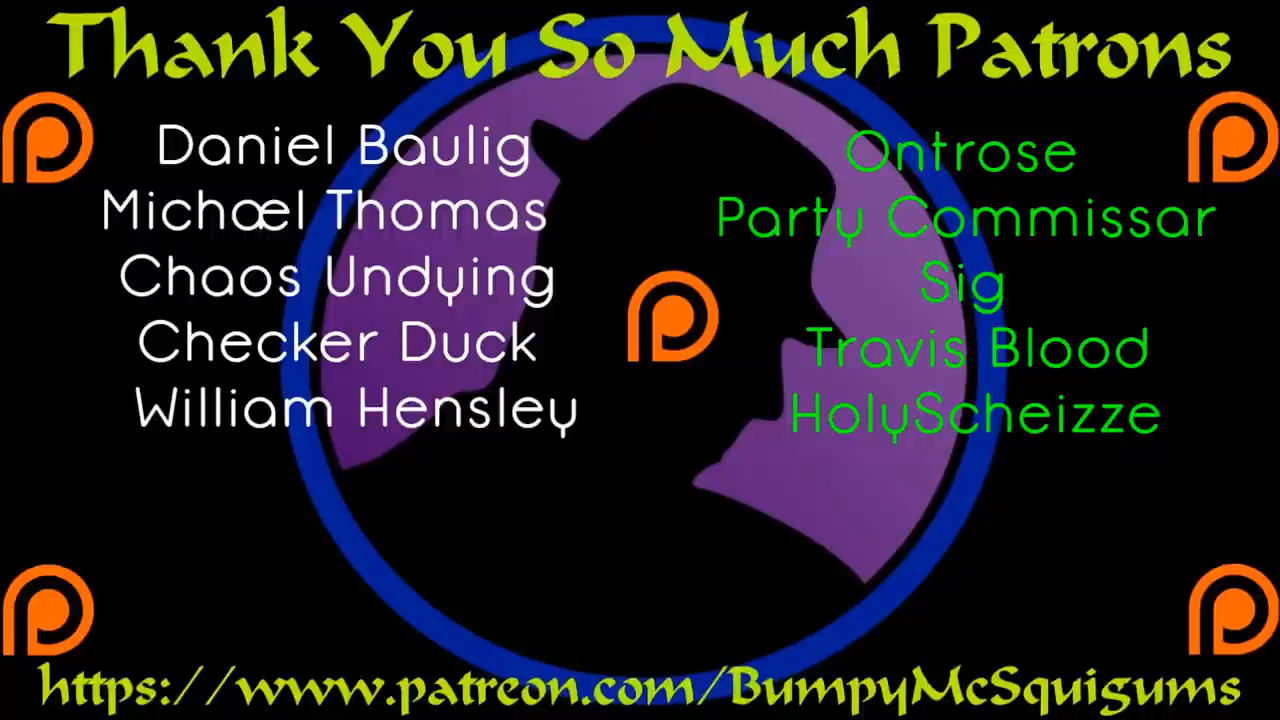 Thank You So Much Patrons
Daniel Baulig
Michael Thomas
Chaos Undying
Checker Duck
William Hensley
Ontrose
Party Commissar
Sig
Travis Blood
HolyScheizze
https://www.patreon.com/BumpyMcSquigums